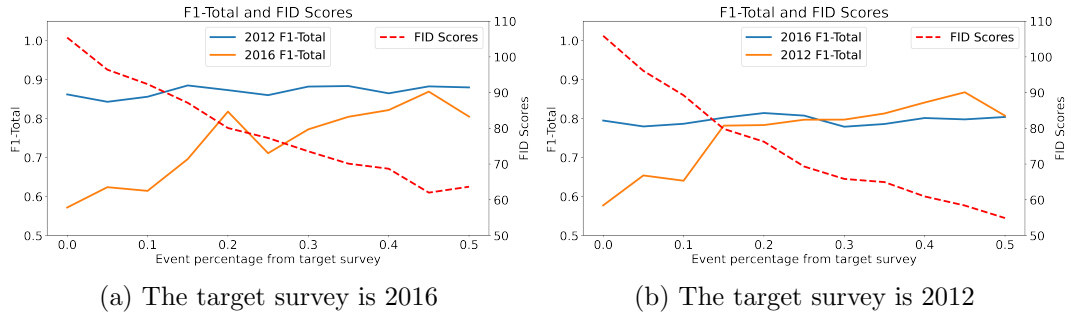 F1-Total and FID Scores
2012 F1-Total
2016 F1-Total
FID Scores
F1-Total
1.0
0.9
0.8
0.7
0.6
0.5
110
100
90
80
70
60
50
FID Scores
0.0 0.1 0.2 0.3 0.4 0.5
Event percentage from target survey
(a) The target survey is 2016
F1-Total and FID Scores
2016 F1-Total
2012 F1-Total
FID Scores
F1-Total
1.0
0.9
0.8
0.7
0.6
0.5
110
100
90
80
70
60
50
FID Scores
0.0 0.1 0.2 0.3 0.4 0.5
Event percentage from target survey
(b) The target survey is 2012